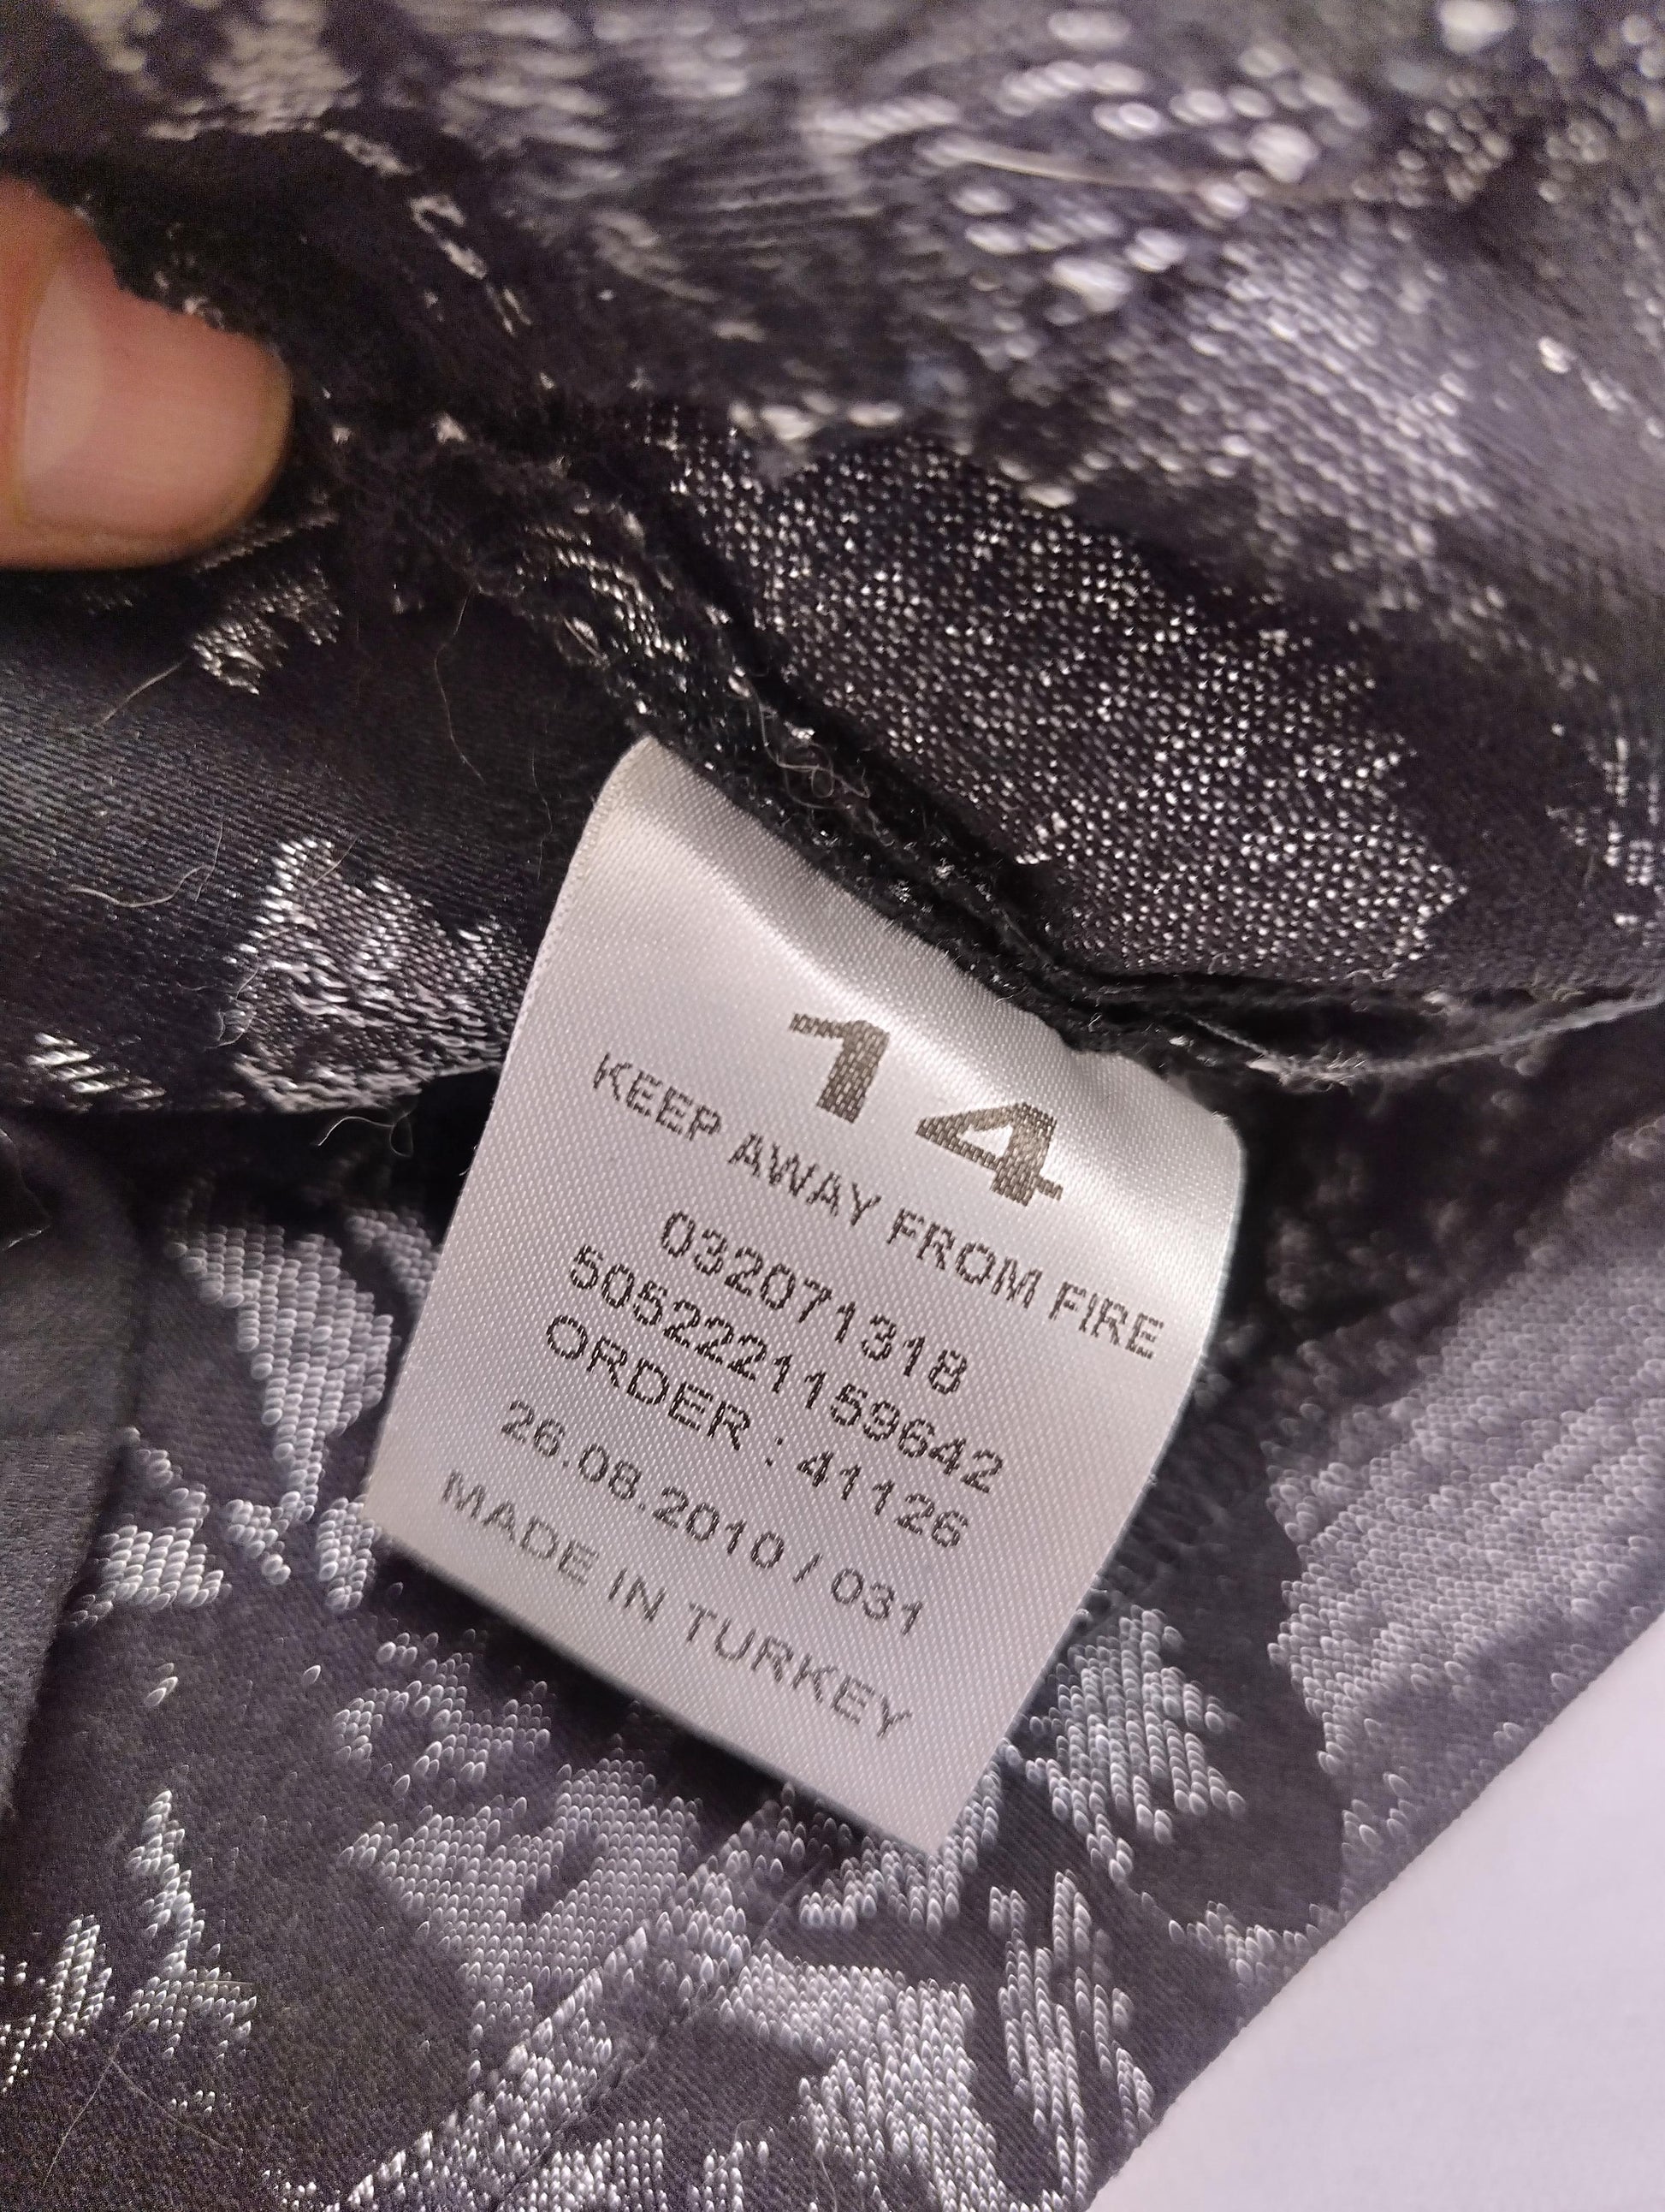 14
KEEP AWAY FROM FIRE
032071318
5052221159642
ORDER : 41126
26.08.2010 / 031
MADE IN TURKEY